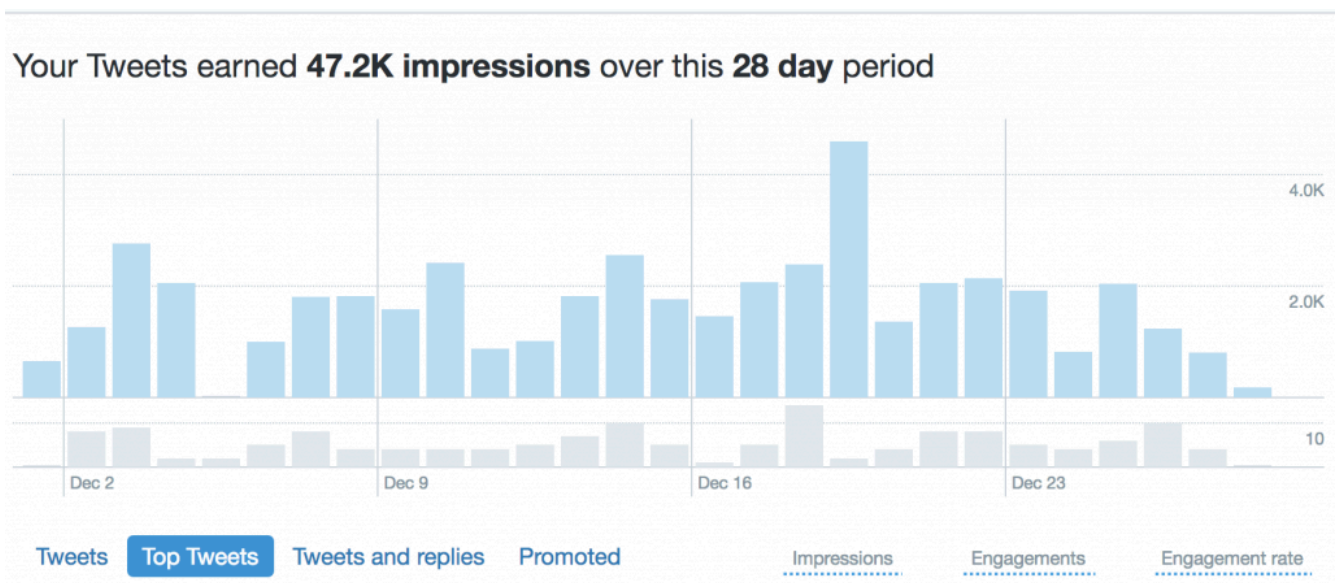 Your Tweets earned 47.2K impressions over this 28 day period
4.0K
2.0K
10
Dec 2 Dec 9 Dec 16 Dec 23
Tweets Top Tweets Tweets and replies Promoted Impressions Engagements Engagement rate